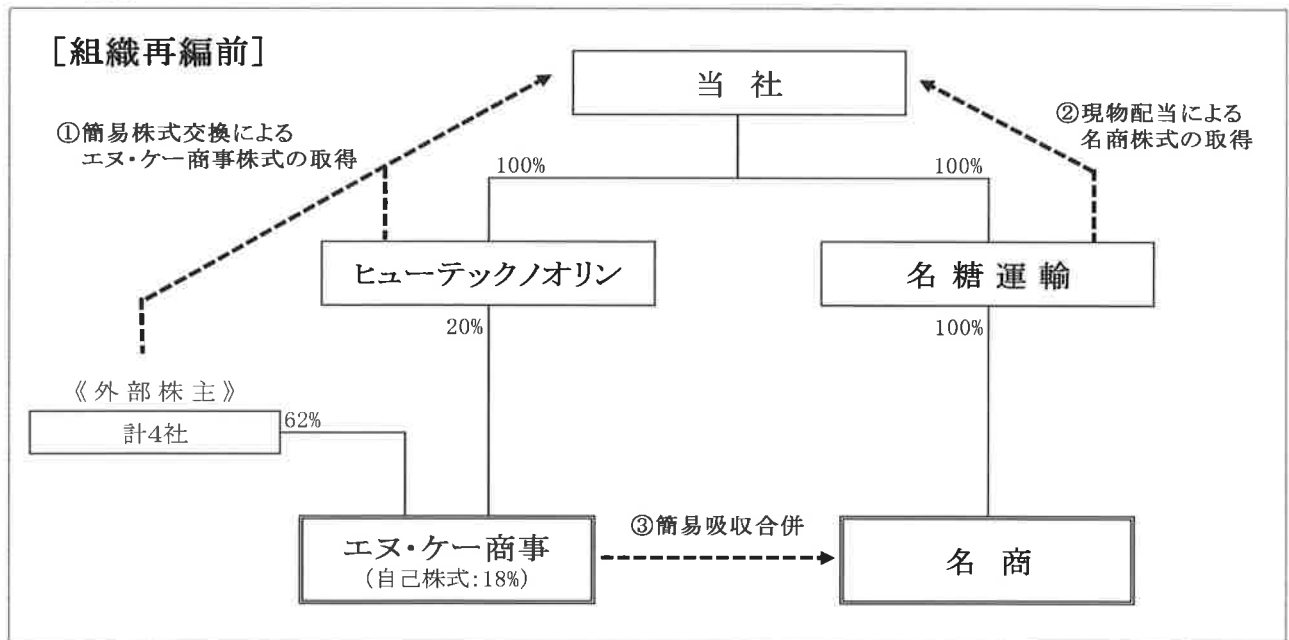 [組織再編前]
当 社
①簡易株式交換による
エヌ・ケー商事株式の取得
②現物配当による
名商株式の取得
100%
100%
ヒューテックノオリン
名 糖 運 輸
20%
100%
《外部株主》
計4社
62%
エヌ・ケー商事
(自己株式:18%)
③簡易吸収合併
名 商